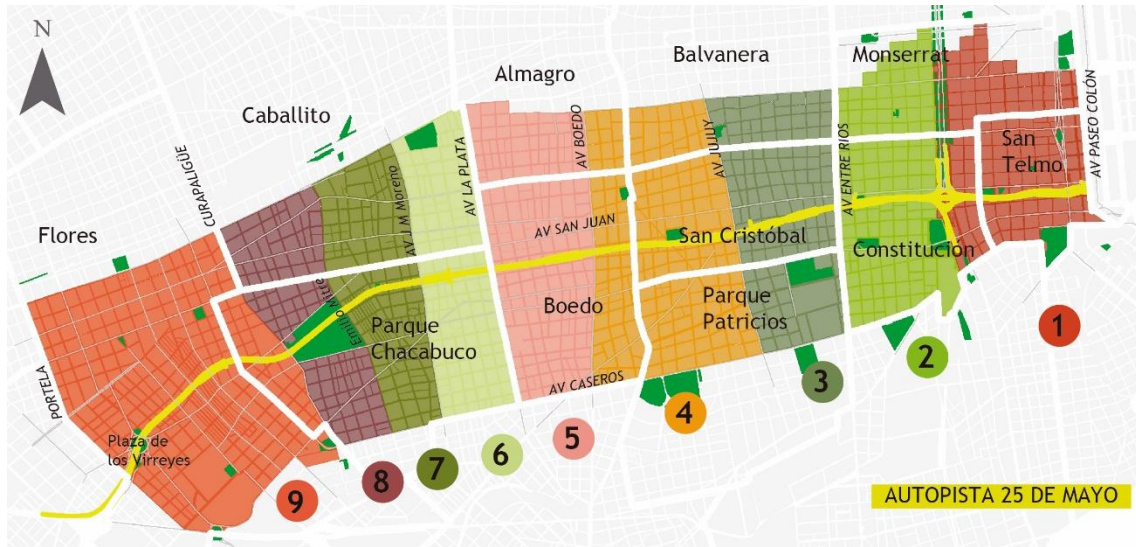 N
Caballito
Almagro
Balvanera
Monserrat
CURAPALIGÜE
AV LA PLATA
AV BOEDO
AV JUJUY
AV ENTRE RIOS
San
Telmo
AV PASEO COLÓN
AV J M Moreno
Flores
AV SAN JUAN
San Cristóbal
Constitución
Emilio Mitre
Boedo
Parque
Chacabuco
Parque
Patricios
PORTELA
AV CASEROS
Plaza de
los Virreyes
1
2
3
4
5
6
7
8
9
AUTOPISTA 25 DE MAYO